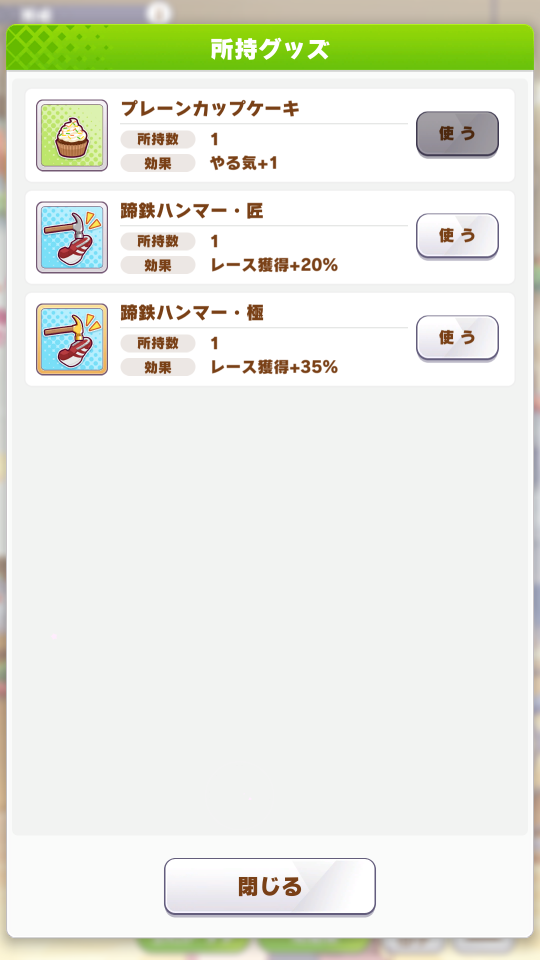 所持グッズ
プレーンカップケーキ
所持数 1
効果 やる気+1
使う
蹄鉄ハンマー・匠
所持数 1
効果 レース獲得+20%
使う
蹄鉄ハンマー・極
所持数 1
効果 レース獲得+35%
使う
閉じる